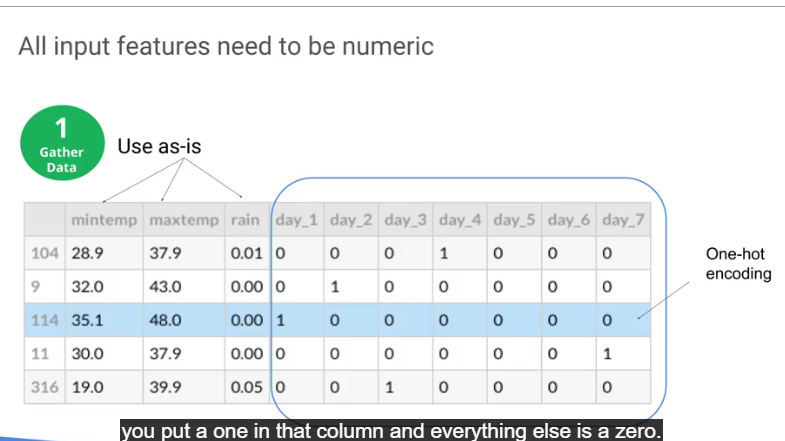 All input features need to be numeric
1
Gather
Data
Use as-is
mintemp maxtemp rain day_1 day_2 day_3 day_4 day_5 day_6 day_7
104 28.9 37.9 0.01 0 0 0 1 0 0 0
9 32.0 43.0 0.00 0 1 0 0 0 0 0
114 35.1 48.0 0.00 1 0 0 0 0 0 0
11 30.0 37.9 0.00 0 0 0 0 0 0 1
316 19.0 39.9 0.05 0 0 1 0 0 0 0
One-hot
encoding
you put a one in that column and everything else is a zero.